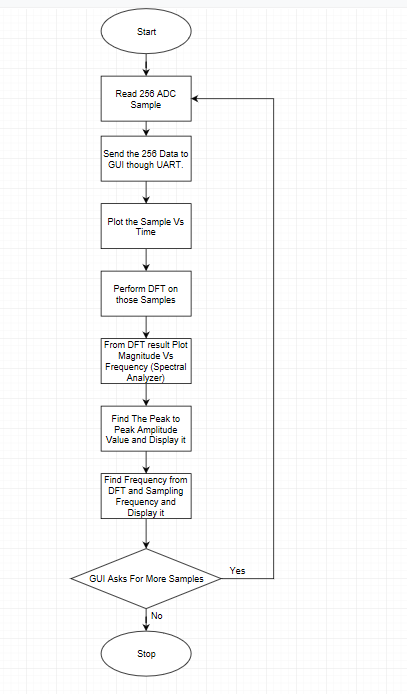 Start
Read 256 ADC
Sample
Send the 256 Data to
GUI though UART.
Plot the Sample Vs
Time
Perform DFT on
those Samples
From DFT result Plot
Magnitude Vs
Frequency (Spectral
Analyzer)
Find The Peak to
Peak Amplitude
Value and Display it
Find Frequency from
DFT and Sampling
Frequency and
Display it
GUI Asks For More Samples
Yes
No
Stop